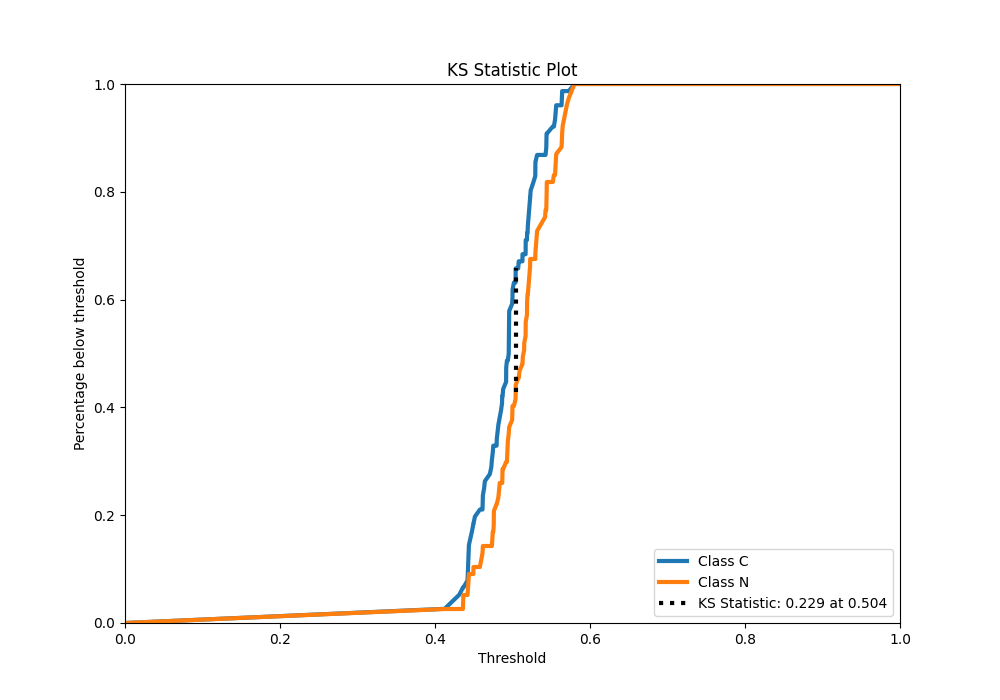 KS Statistic Plot
Percentage below threshold
1.0
0.8
0.6
0.4
0.2
0.0
0.0 0.2 0.4 0.6 0.8 1.0
Threshold
Class C
Class N
KS Statistic: 0.229 at 0.504